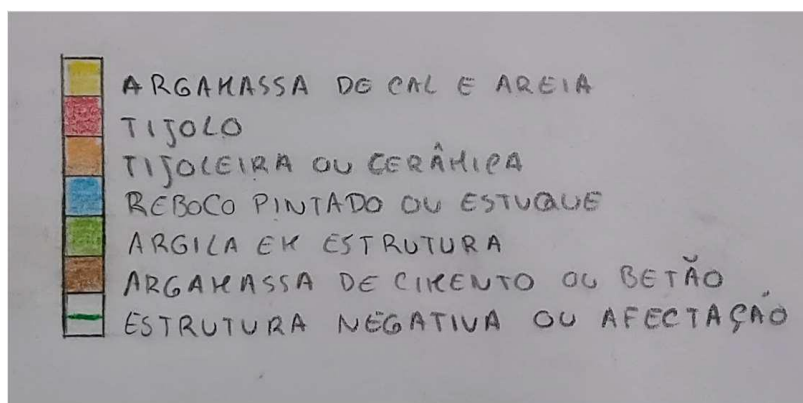 ARGAMASSA DE CAL E AREIA
TIJOLO
TIJOLEIRA OU CERÂMICA
REBOCO PINTADO OU ESTUQUE
ARGILA EM ESTRUTURA
ARGAMASSA DE CIMENTO OU BETÃO
ESTRUTURA NEGATIVA OU AFECTAÇÃO